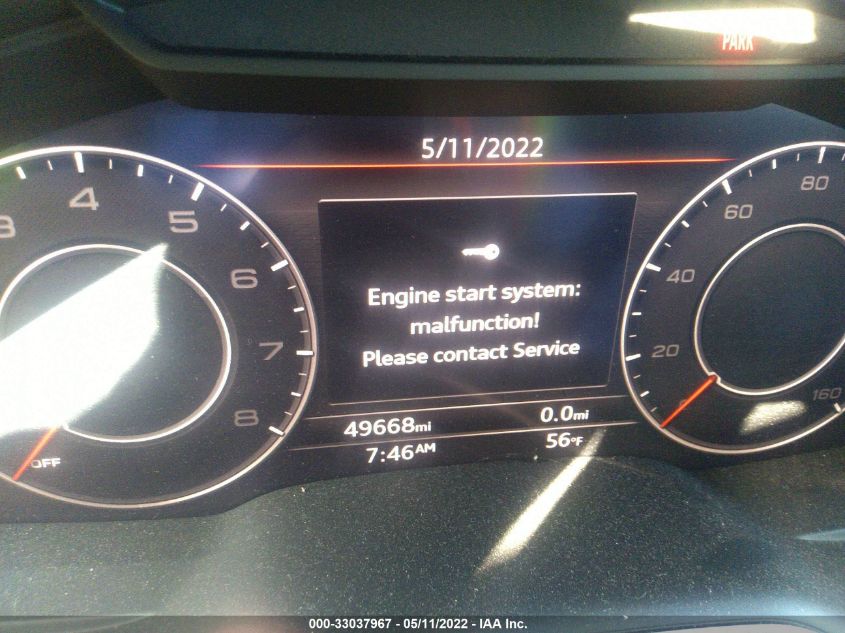 PARK
5/11/2022
3 4 5 6 7 8
OFF
Engine start system:
malfunction!
Please contact Service
20 40 60 80 160
49668mi 0.0mi
7:46AM 56°F
000-33037967 - 05/11/2022 - IAA Inc.